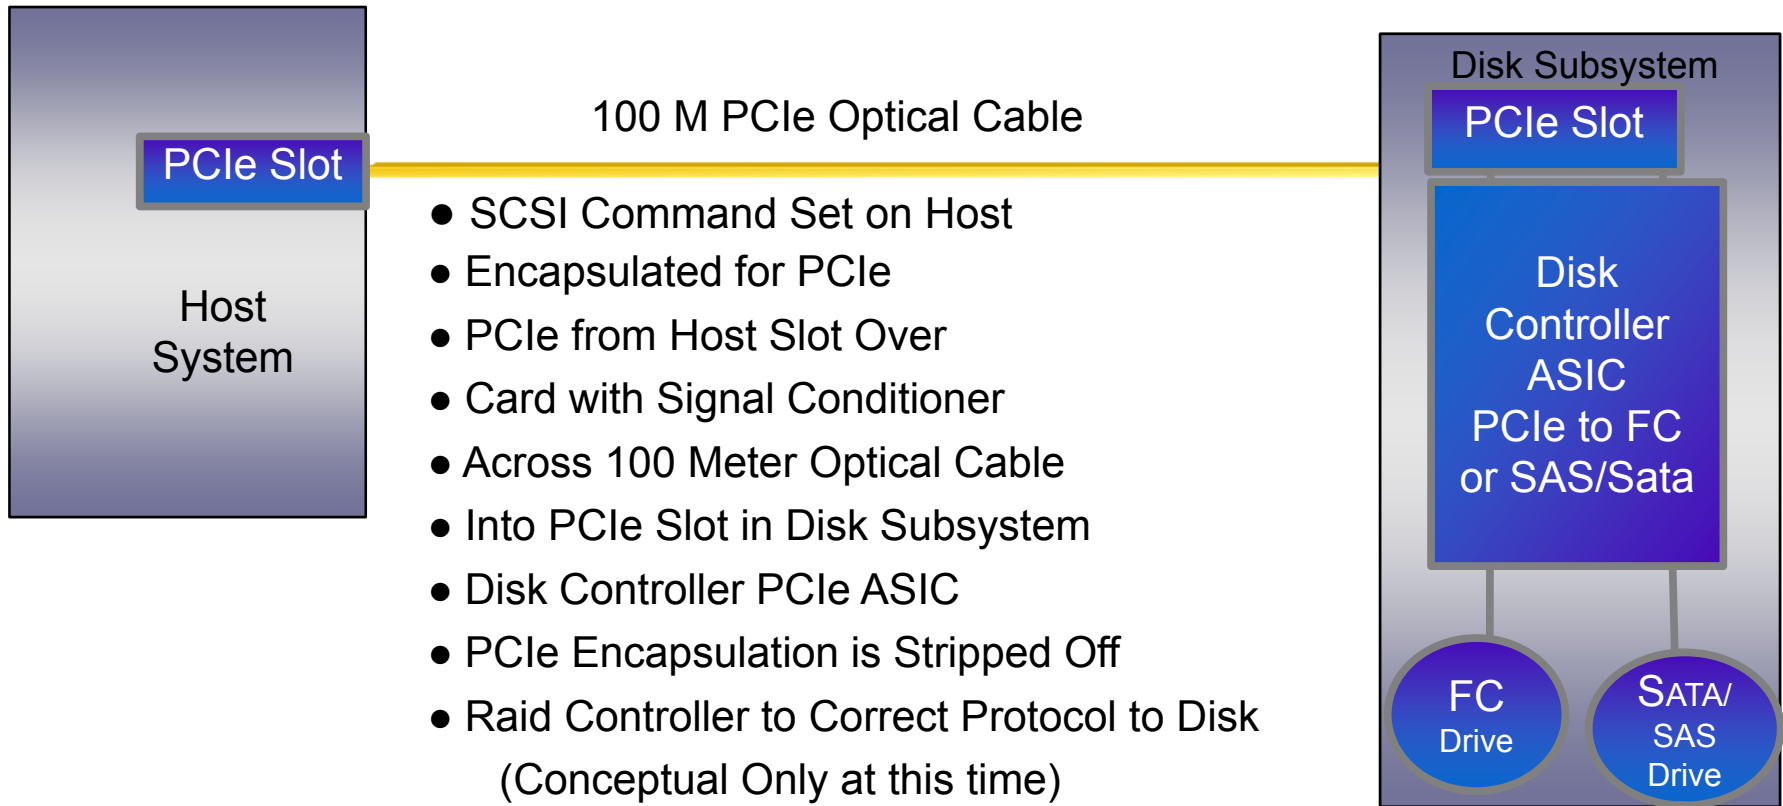 PCIe Slot
Host
System
100 M PCIe Optical Cable
● SCSI Command Set on Host
● Encapsulated for PCIe
● PCIe from Host Slot Over
● Card with Signal Conditioner
● Across 100 Meter Optical Cable
● Into PCIe Slot in Disk Subsystem
● Disk Controller PCIe ASIC
● PCIe Encapsulation is Stripped Off
● Raid Controller to Correct Protocol to Disk
(Conceptual Only at this time)
Disk Subsystem
PCIe Slot
Disk
Controller
ASIC
PCIe to FC
or SAS/Sata
FC
Drive
SATA/
SAS
Drive